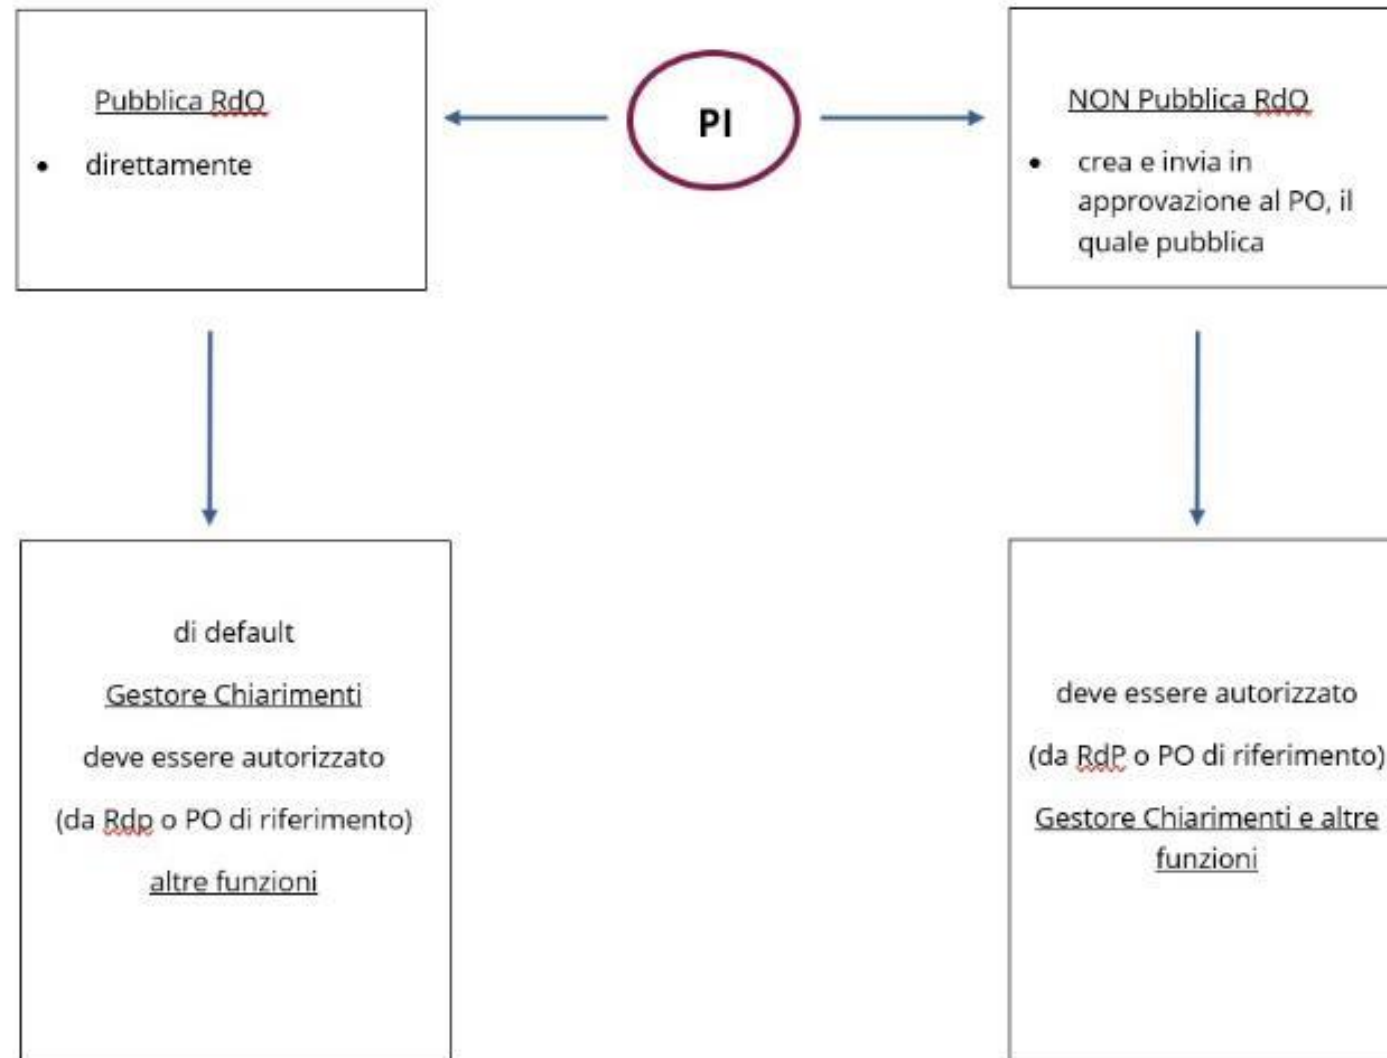 Pubblica RdO
• direttamente
PI
NON Pubblica RdO
• crea e invia in
approvazione al PO, il
quale pubblica
di default
Gestore Chiarimenti
deve essere autorizzato
(da Rdp o PO di riferimento)
altre funzioni
deve essere autorizzato
(da RdP o PO di riferimento)
Gestore Chiarimenti e altre
funzioni